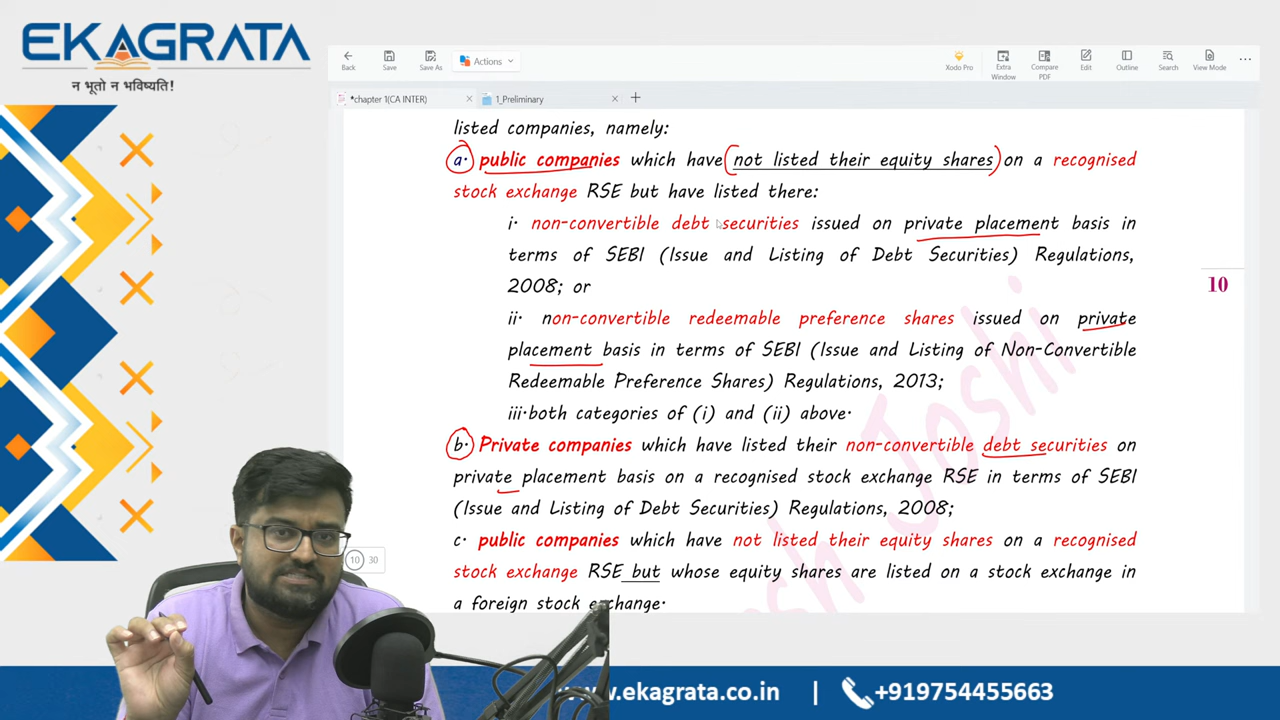 EKAGRATA
न भूतो न भविष्यति!
Back
Save
Save As
Actions
Xodo Pro
Extra Window
Compare PDF
Edit
Outline
Search
View Mode
*chapter 1(CA INTER)
1_Preliminary
listed companies, namely:
a. public companies which have not listed their equity shares on a recognised
stock exchange RSE but have listed there:
i. non-convertible debt securities issued on private placement basis in
terms of SEBI (Issue and Listing of Debt Securities) Regulations,
2008; or
ii. non-convertible redeemable preference shares issued on private
placement basis in terms of SEBI (Issue and Listing of Non-Convertible
Redeemable Preference Shares) Regulations, 2013;
iii.both categories of (i) and (ii) above.
10
b. Private companies which have listed their non-convertible debt securities on
private placement basis on a recognised stock exchange RSE in terms of SEBI
(Issue and Listing of Debt Securities) Regulations, 2008;
c. public companies which have not listed their equity shares on a recognised
stock exchange RSE but whose equity shares are listed on a stock exchange in
a foreign stock exchange.
10 30
sh Joshi
www.ekagrata.co.in | +919754455663